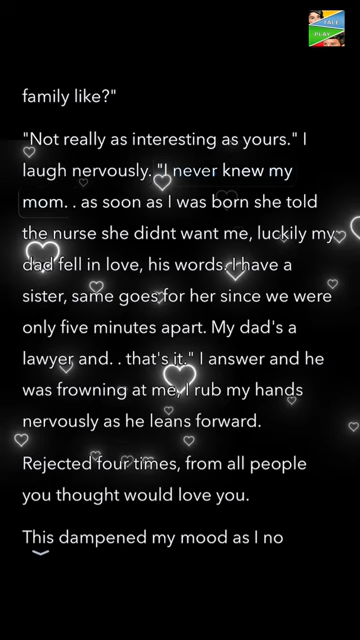 TALE
PLAY
family like?"
"Not really as interesting as yours." I
laugh nervously. "I never knew my
mom. . as soon as I was born she told
the nurse she didnt want me, luckily my
dad fell in love, his words. I have a
sister, same goes for her since we were
only five minutes apart. My dad's a
lawyer and. . that's it." I answer and he
was frowning at me, I rub my hands
nervously as he leans forward.
Rejected four times, from all people
you thought would love you.
This dampened my mood as I no